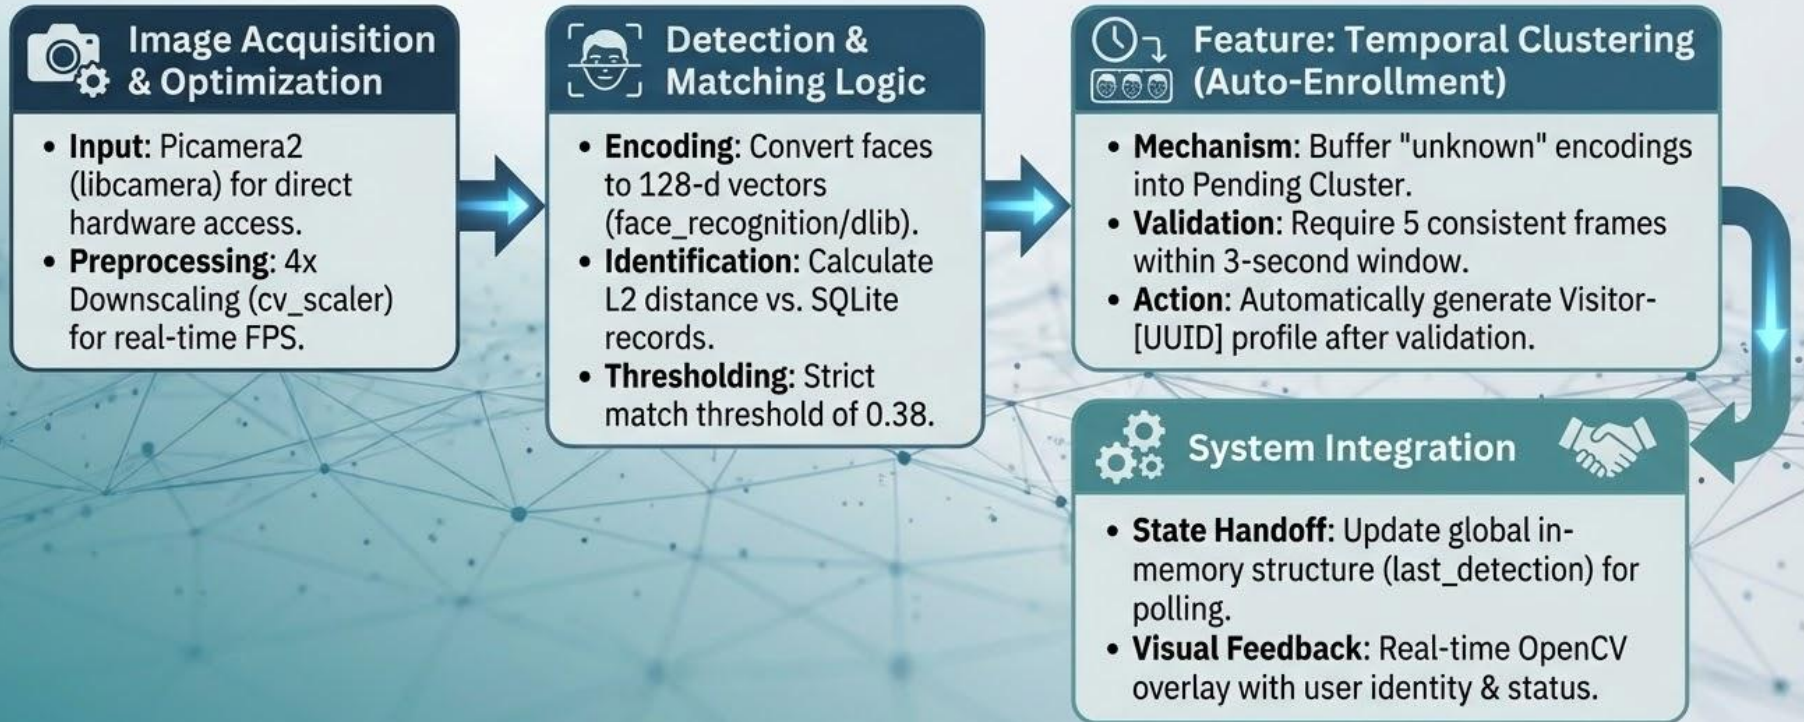 Image Acquisition
& Optimization
• Input: Picamera2
(libcamera) for direct
hardware access.
• Preprocessing: 4x
Downscaling (cv_scaler)
for real-time FPS.
Detection &
Matching Logic
• Encoding: Convert faces
to 128-d vectors
(face_recognition/dlib).
• Identification: Calculate
L2 distance vs. SQLite
records.
• Thresholding: Strict
match threshold of 0.38.
Feature: Temporal Clustering
(Auto-Enrollment)
• Mechanism: Buffer "unknown" encodings
into Pending Cluster.
• Validation: Require 5 consistent frames
within 3-second window.
• Action: Automatically generate Visitor-
[UUID] profile after validation.
System Integration
• State Handoff: Update global in-
memory structure (last_detection) for
polling.
• Visual Feedback: Real-time OpenCV
overlay with user identity & status.